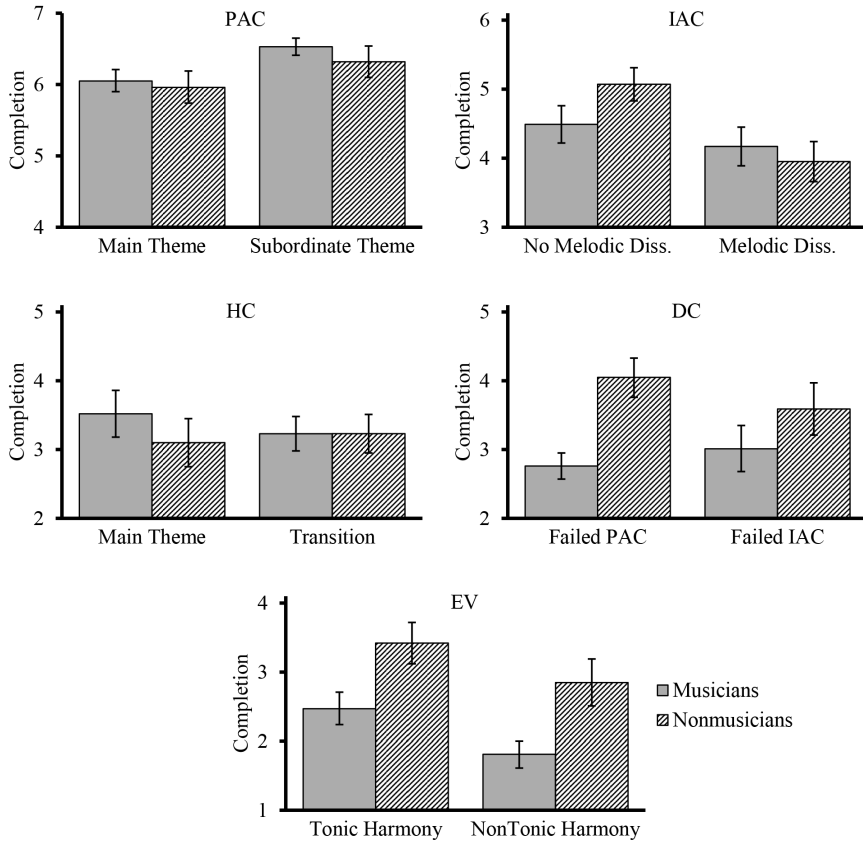 PAC
7
6
5
4
Completion
Main Theme
Subordinate Theme
IAC
6
5
4
3
Completion
No Melodic Diss.
Melodic Diss.
HC
5
4
3
2
Completion
Main Theme
Transition
DC
5
4
3
2
Completion
Failed PAC
Failed IAC
EV
4
3
2
1
Completion
Tonic Harmony
NonTonic Harmony
Musicians
Nonmusicians